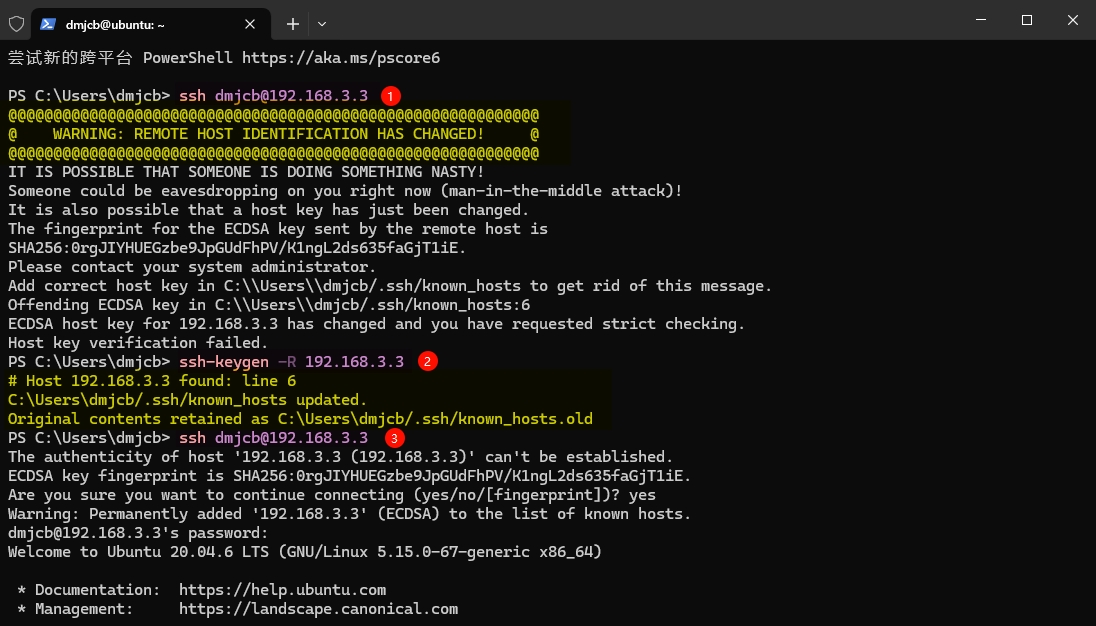 dmjcb@ubuntu: ~
尝试新的跨平台 PowerShell https://aka.ms/pscore6
PS C:\Users\dmjcb> ssh dmjcb@192.168.3.3 1
@@@@@@@@@@@@@@@@@@@@@@@@@@@@@@@@@@@@@@@@@@@@@@@@@@@@@@@@@@@
@    WARNING: REMOTE HOST IDENTIFICATION HAS CHANGED!     @
@@@@@@@@@@@@@@@@@@@@@@@@@@@@@@@@@@@@@@@@@@@@@@@@@@@@@@@@@@@
IT IS POSSIBLE THAT SOMEONE IS DOING SOMETHING NASTY!
Someone could be eavesdropping on you right now (man-in-the-middle attack)!
It is also possible that a host key has just been changed.
The fingerprint for the ECDSA key sent by the remote host is
SHA256:0rgJIYHUEGzbe9JpGUdFhPV/K1ngL2ds635faGjT1iE.
Please contact your system administrator.
Add correct host key in C:\\Users\\dmjcb/.ssh/known_hosts to get rid of this message.
Offending ECDSA key in C:\\Users\\dmjcb/.ssh/known_hosts:6
ECDSA host key for 192.168.3.3 has changed and you have requested strict checking.
Host key verification failed.
PS C:\Users\dmjcb> ssh-keygen -R 192.168.3.3 2
# Host 192.168.3.3 found: line 6
C:\Users\dmjcb/.ssh/known_hosts updated.
Original contents retained as C:\Users\dmjcb/.ssh/known_hosts.old
PS C:\Users\dmjcb> ssh dmjcb@192.168.3.3 3
The authenticity of host '192.168.3.3 (192.168.3.3)' can't be established.
ECDSA key fingerprint is SHA256:0rgJIYHUEGzbe9JpGUdFhPV/K1ngL2ds635faGjT1iE.
Are you sure you want to continue connecting (yes/no/[fingerprint])? yes
Warning: Permanently added '192.168.3.3' (ECDSA) to the list of known hosts.
dmjcb@192.168.3.3's password:
Welcome to Ubuntu 20.04.6 LTS (GNU/Linux 5.15.0-67-generic x86_64)
* Documentation:  https://help.ubuntu.com
* Management:     https://landscape.canonical.com